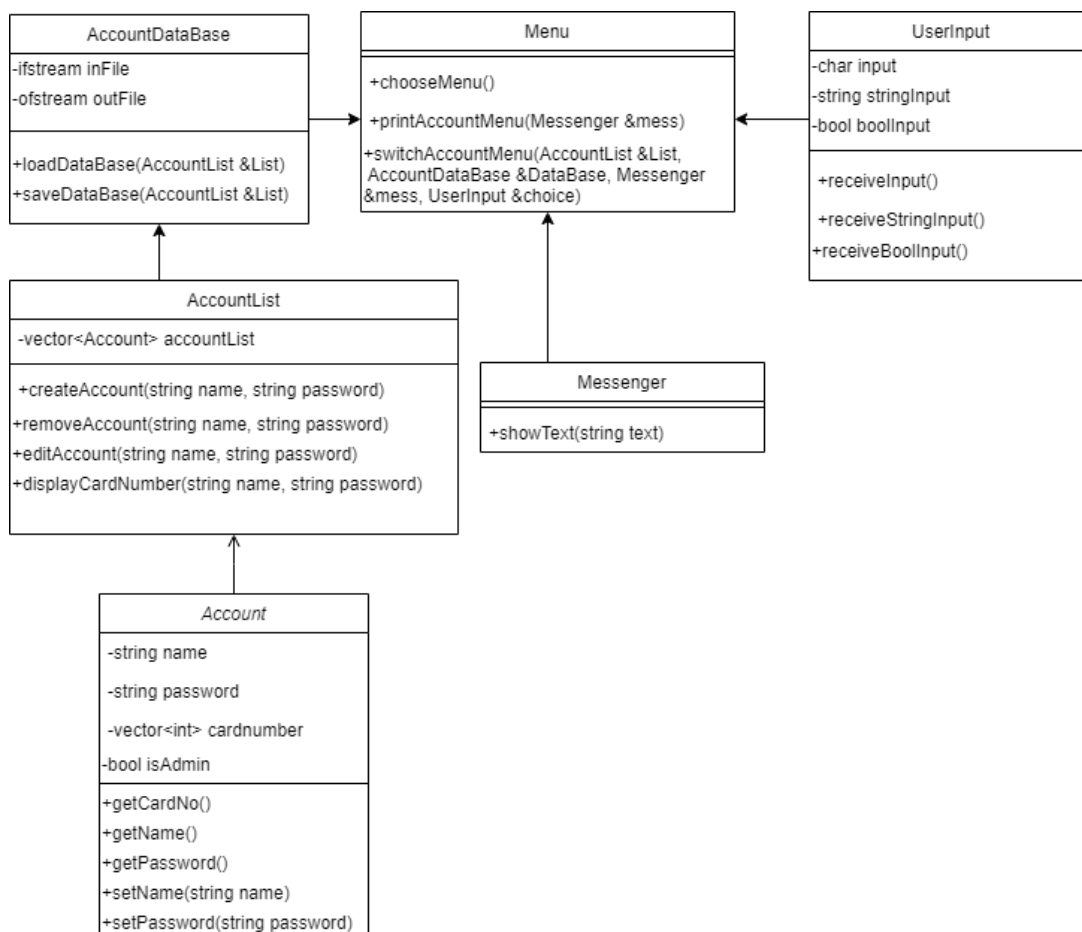 AccountDataBase
-ifstream inFile
-ofstream outFile
+loadDataBase(AccountList &List)
+saveDataBase(AccountList &List)
Menu
+chooseMenu()
+printAccountMenu(Messenger &mess)
+switchAccountMenu(AccountList &List,
AccountDataBase &DataBase, Messenger
&mess, UserInput &choice)
UserInput
-char input
-string stringInput
-bool boolInput
+receiveInput()
+receiveStringInput()
+receiveBoolInput()
AccountList
-vector<Account> accountList
+createAccount(string name, string password)
+removeAccount(string name, string password)
+editAccount(string name, string password)
+displayCardNumber(string name, string password)
Messenger
+showText(string text)
Account
-string name
-string password
-vector<int> cardnumber
-bool isAdmin
+getCardNo()
+getName()
+getPassword()
+setName(string name)
+setPassword(string password)